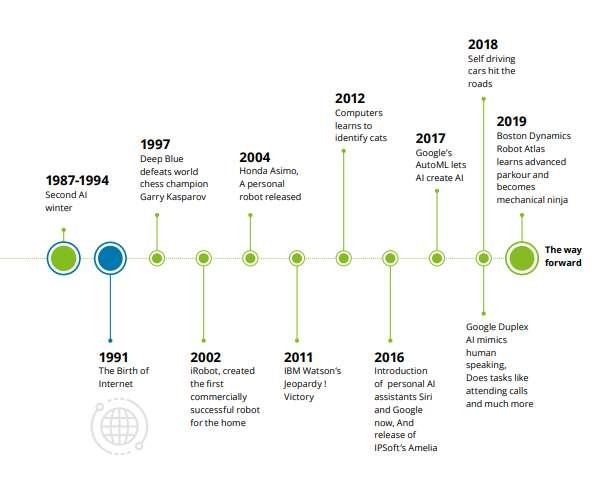 1987-1994
Second AI
winter
1991
The Birth of
Internet
1997
Deep Blue
defeats world
chess champion
Garry Kasparov
2002
iRobot, created
the first
commercially
successful robot
for the home
2004
Honda Asimo,
A personal
robot released
2011
IBM Watson's
Jeopardy !
Victory
2012
Computers
learns to
identify cats
2016
Introduction
of personal AI
assistants Siri
and Google
now, And
release of
IPSoft's Amelia
2017
Google's
AutoML lets
AI create AI
2018
Self driving
cars hit the
roads
Google Duplex
AI mimics
human
speaking,
Does tasks like
attending calls
and much more
2019
Boston Dynamics
Robot Atlas
learns advanced
parkour and
becomes
mechanical ninja
The way
forward